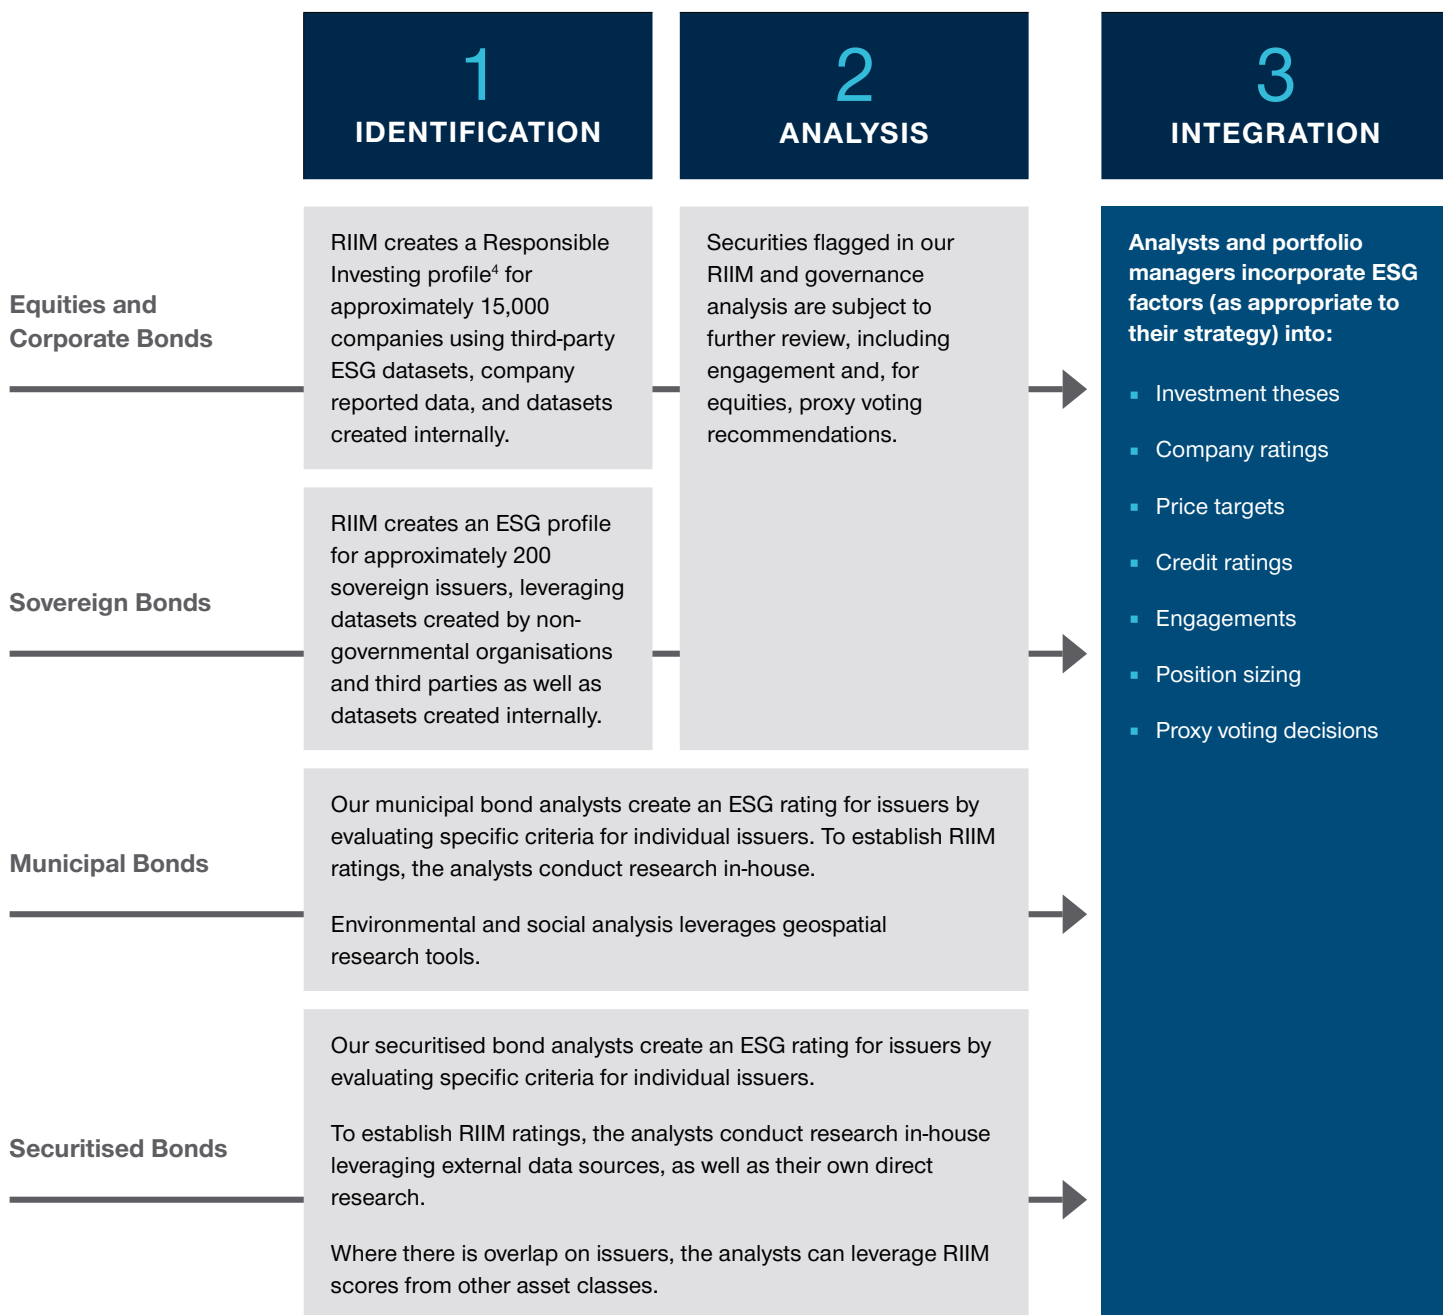 1
IDENTIFICATION
2
ANALYSIS
3
INTEGRATION
Equities and
Corporate Bonds
RIIM creates a Responsible
Investing profile⁴ for
approximately 15,000
companies using third-party
ESG datasets, company
reported data, and datasets
created internally.
Securities flagged in our
RIIM and governance
analysis are subject to
further review, including
engagement and, for
equities, proxy voting
recommendations.
Sovereign Bonds
RIIM creates an ESG profile
for approximately 200
sovereign issuers, leveraging
datasets created by non-
governmental organisations
and third parties as well as
datasets created internally.
Municipal Bonds
Our municipal bond analysts create an ESG rating for issuers by
evaluating specific criteria for individual issuers. To establish RIIM
ratings, the analysts conduct research in-house.
Environmental and social analysis leverages geospatial
research tools.
Securitised Bonds
Our securitised bond analysts create an ESG rating for issuers by
evaluating specific criteria for individual issuers.
To establish RIIM ratings, the analysts conduct research in-house
leveraging external data sources, as well as their own direct
research.
Where there is overlap on issuers, the analysts can leverage RIIM
scores from other asset classes.
Analysts and portfolio
managers incorporate ESG
factors (as appropriate to
their strategy) into:
▪ Investment theses
▪ Company ratings
▪ Price targets
▪ Credit ratings
▪ Engagements
▪ Position sizing
▪ Proxy voting decisions